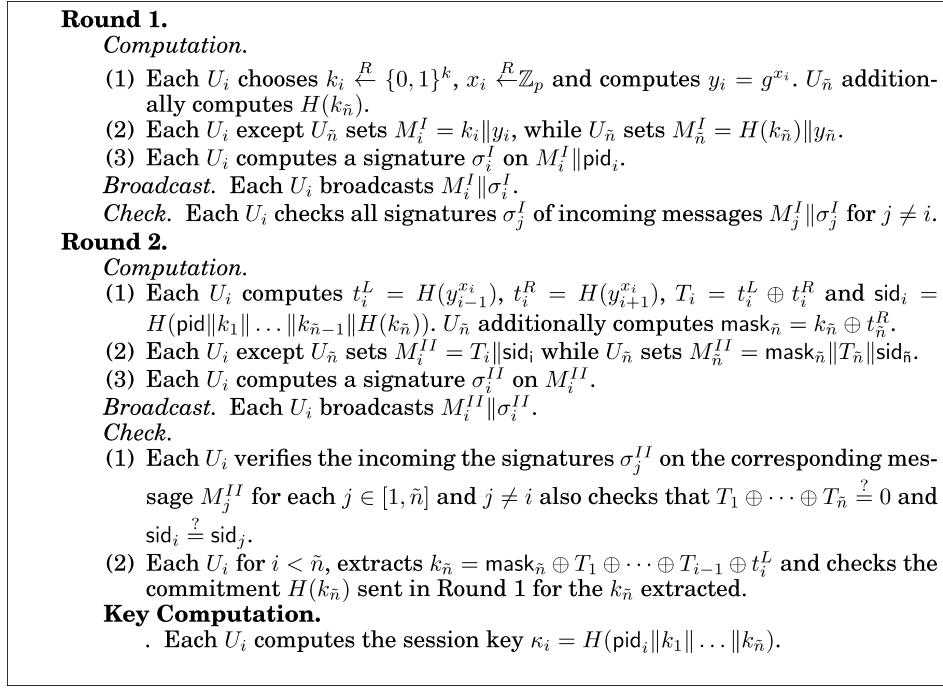 Round 1.
Computation.
(1) Each U_i chooses k_i ←^R {0, 1}^k, x_i ←^R ℤ_p and computes y_i = g^{x_i}. U_ñ addition-
ally computes H(k_ñ).
(2) Each U_i except U_ñ sets M_i^I = k_i‖y_i, while U_ñ sets M_ñ^I = H(k_ñ)‖y_ñ.
(3) Each U_i computes a signature σ_i^I on M_i^I‖pid_i.
Broadcast. Each U_i broadcasts M_i^I‖σ_i^I.
Check. Each U_i checks all signatures σ_j^I of incoming messages M_j^I‖σ_j^I for j ≠ i.
Round 2.
Computation.
(1) Each U_i computes t_i^L = H(y_{i−1}^{x_i}), t_i^R = H(y_{i+1}^{x_i}), T_i = t_i^L ⊕ t_i^R and sid_i =
H(pid‖k_1‖ . . . ‖k_{ñ−1}‖H(k_ñ)). U_ñ additionally computes mask_ñ = k_ñ ⊕ t_ñ^R.
(2) Each U_i except U_ñ sets M_i^{II} = T_i‖sid_i while U_ñ sets M_ñ^{II} = mask_ñ‖T_ñ‖sid_ñ.
(3) Each U_i computes a signature σ_i^{II} on M_i^{II}.
Broadcast. Each U_i broadcasts M_i^{II}‖σ_i^{II}.
Check.
(1) Each U_i verifies the incoming the signatures σ_j^{II} on the corresponding mes-
sage M_j^{II} for each j ∈ [1, ñ] and j ≠ i also checks that T_1 ⊕ · · · ⊕ T_ñ ≟ 0 and
sid_i ≟ sid_j.
(2) Each U_i for i < ñ, extracts k_ñ = mask_ñ ⊕ T_1 ⊕ · · · ⊕ T_{i−1} ⊕ t_i^L and checks the
commitment H(k_ñ) sent in Round 1 for the k_ñ extracted.
Key Computation.
. Each U_i computes the session key κ_i = H(pid_i‖k_1‖ . . . ‖k_ñ).